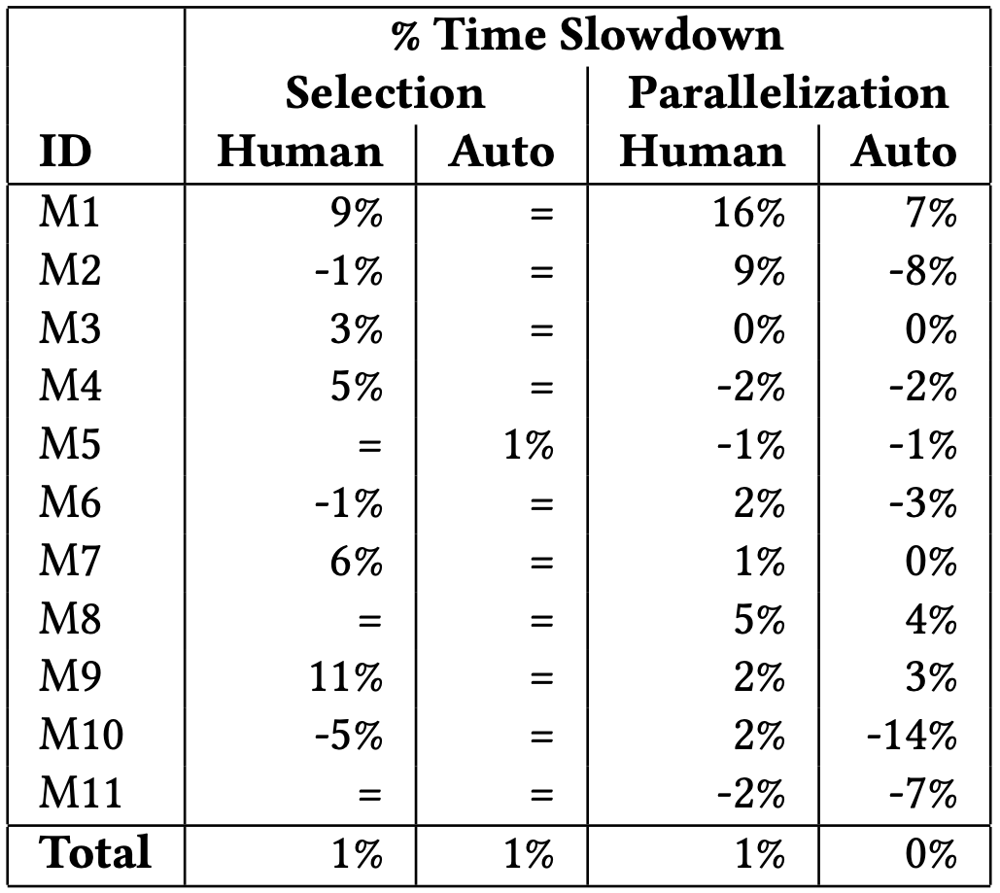 % Time Slowdown
Selection Parallelization
ID Human Auto Human Auto
M1 9% = 16% 7%
M2 -1% = 9% -8%
M3 3% = 0% 0%
M4 5% = -2% -2%
M5 = 1% -1% -1%
M6 -1% = 2% -3%
M7 6% = 1% 0%
M8 = = 5% 4%
M9 11% = 2% 3%
M10 -5% = 2% -14%
M11 = = -2% -7%
Total 1% 1% 1% 0%